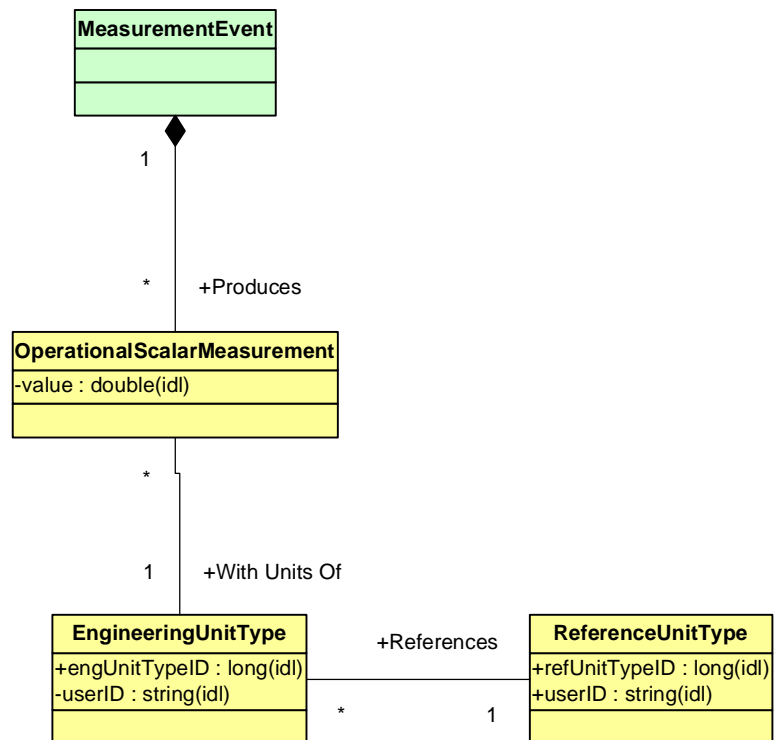 MeasurementEvent
1
* +Produces
OperationalScalarMeasurement
-value : double(idl)
*
1 +With Units Of
EngineeringUnitType
+engUnitTypeID : long(idl)
-userID : string(idl)
+References
* 1
ReferenceUnitType
+refUnitTypeID : long(idl)
+userID : string(idl)